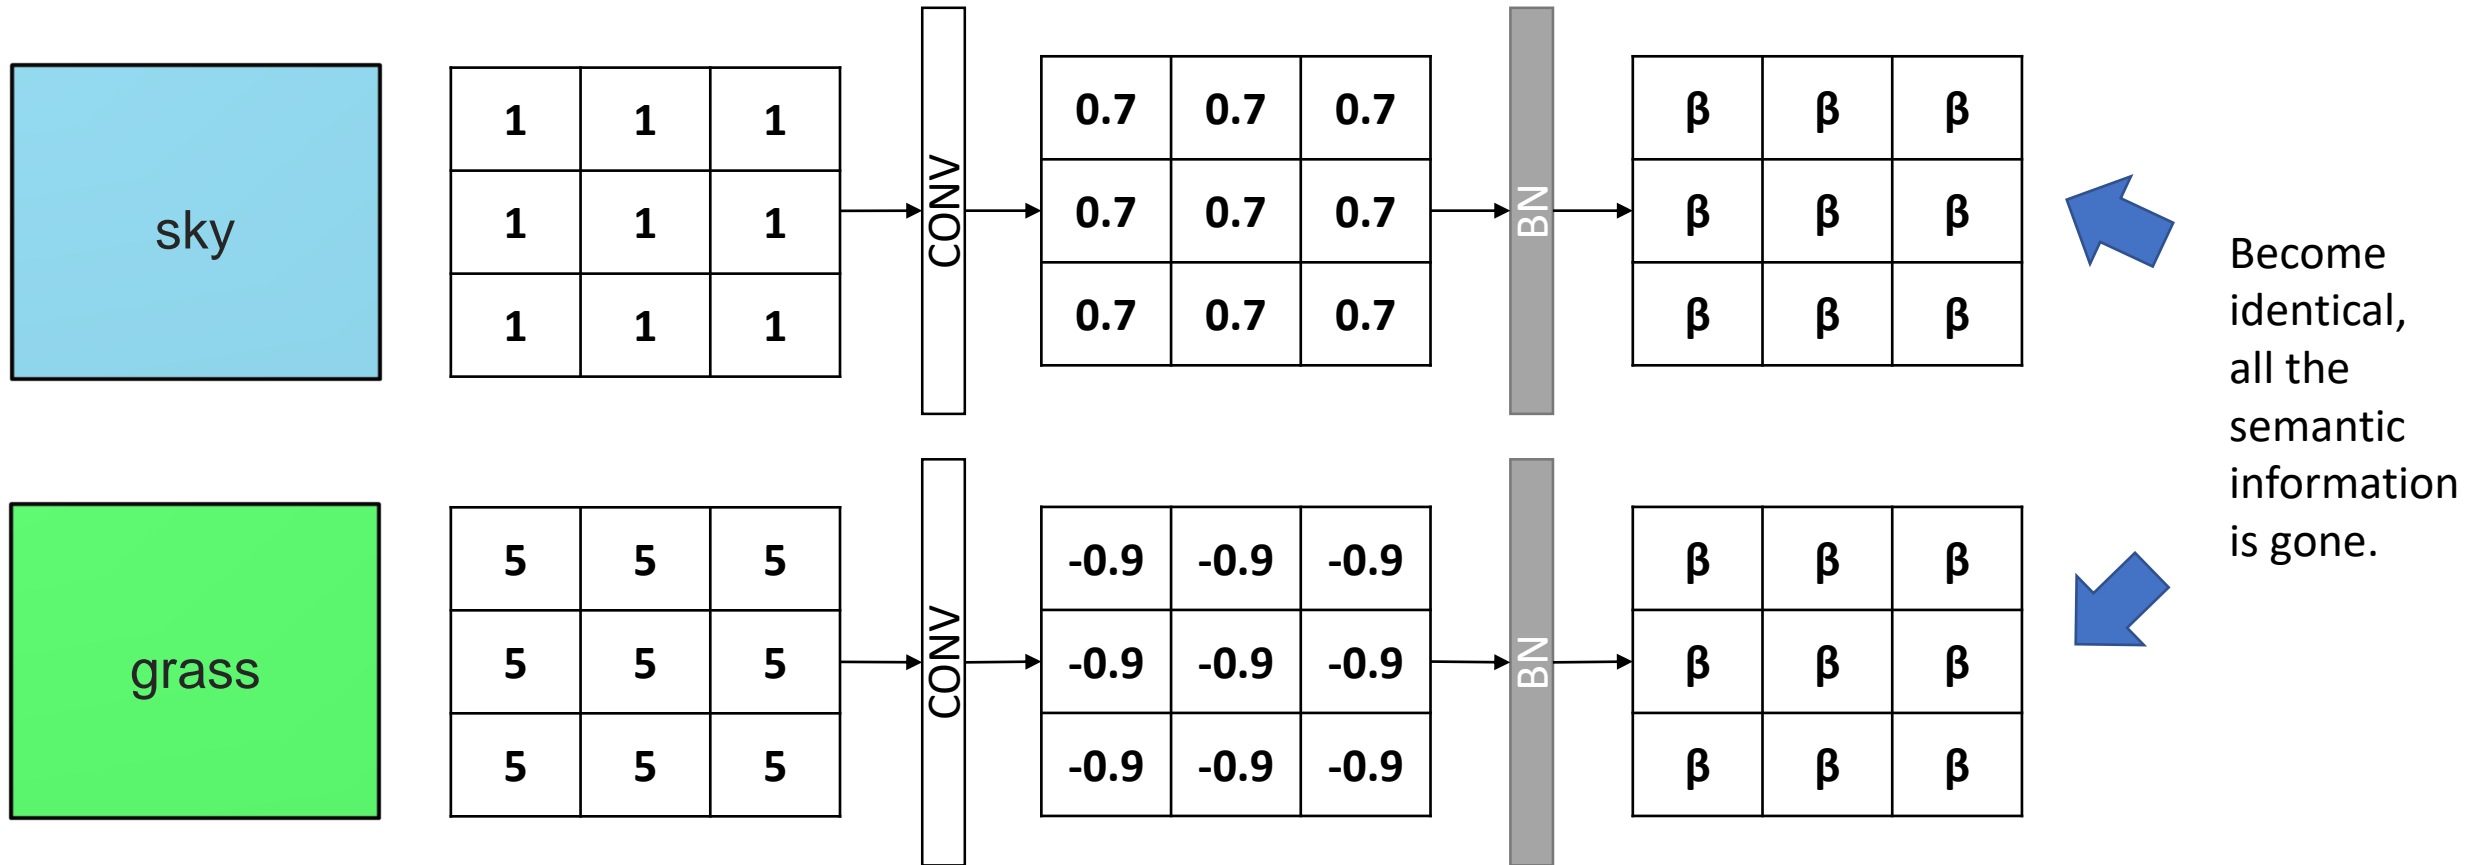 sky
1 1 1
1 1 1
1 1 1
CONV
0.7 0.7 0.7
0.7 0.7 0.7
0.7 0.7 0.7
BN
β β β
β β β
β β β
Become
identical,
all the
semantic
information
is gone.
grass
5 5 5
5 5 5
5 5 5
CONV
-0.9 -0.9 -0.9
-0.9 -0.9 -0.9
-0.9 -0.9 -0.9
BN
β β β
β β β
β β β